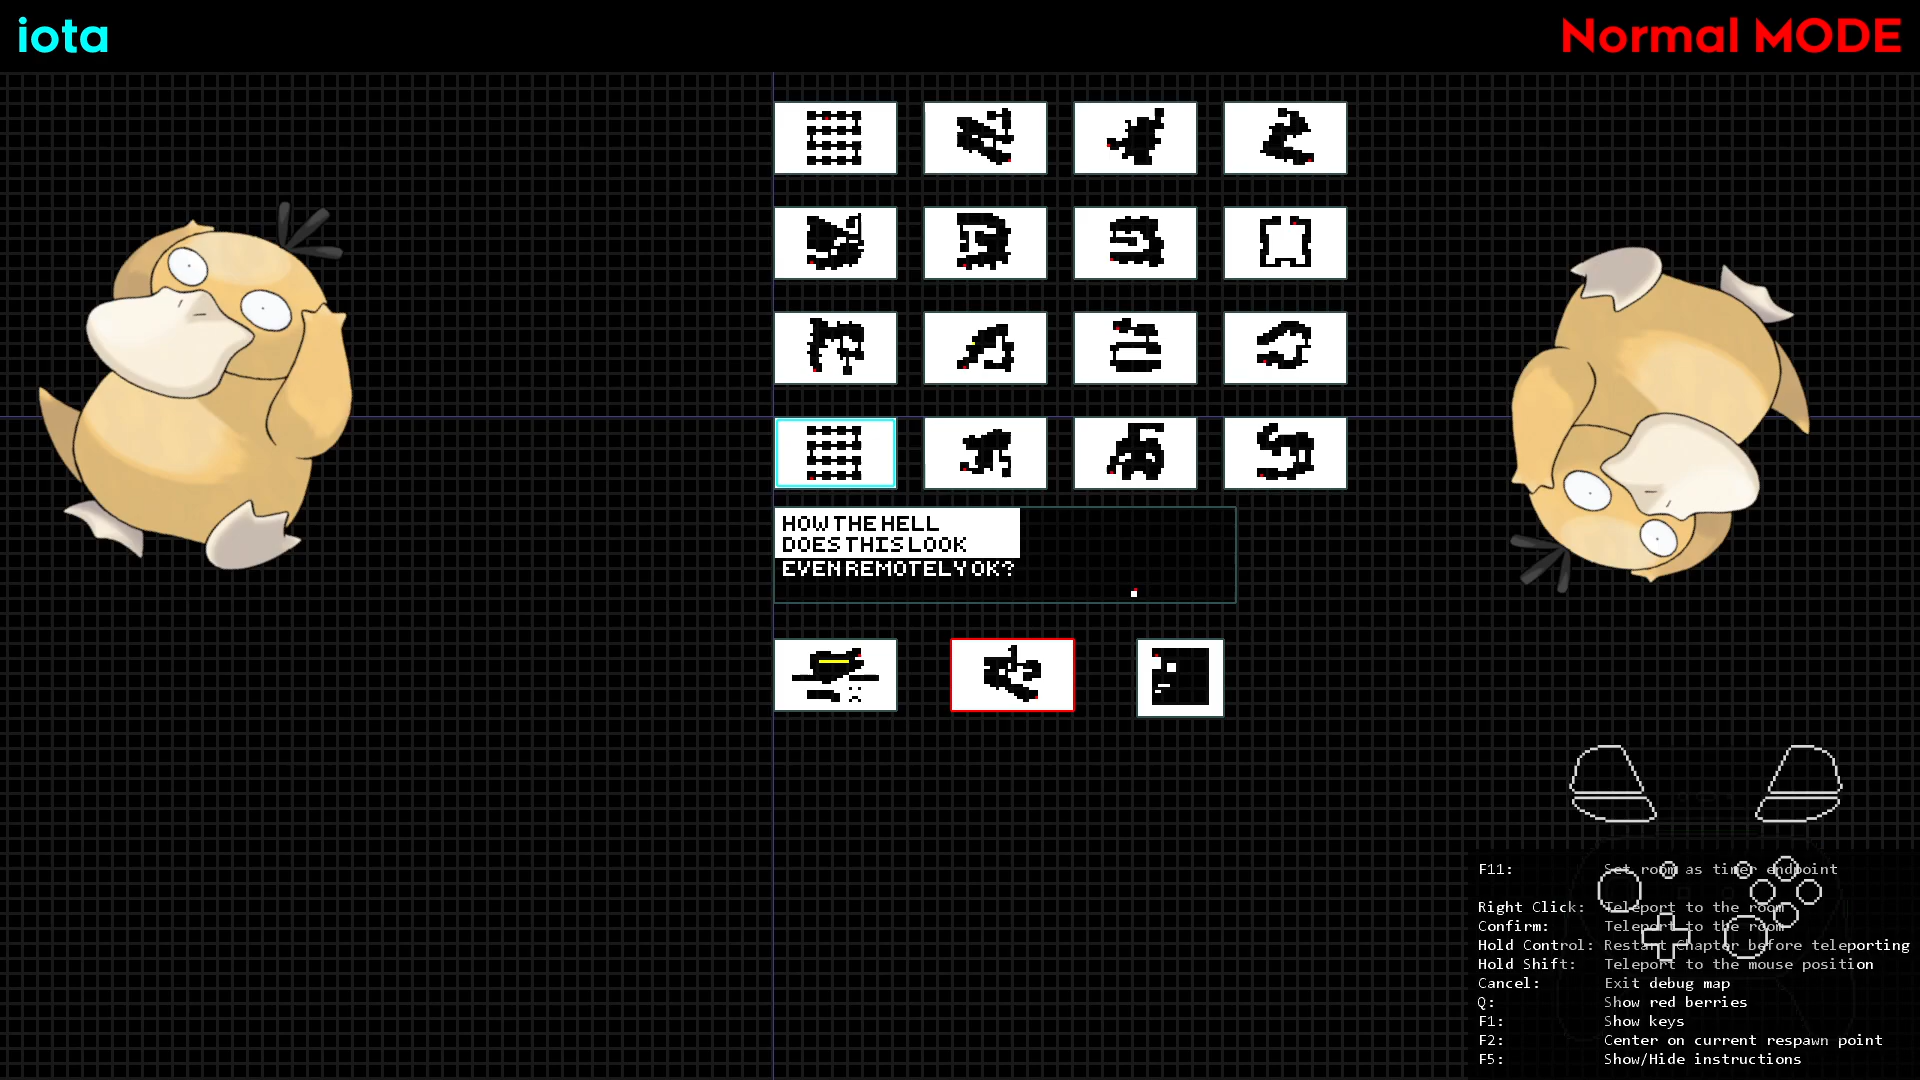 iota
Normal MODE
HOW THE HELL
DOES THIS LOOK
EVEN REMOTELY OK?
F11: Set room as timer endpoint
Right Click: Teleport to the room
Confirm: Teleport to the room
Hold Control: Restart Chapter before teleporting
Hold Shift: Teleport to the mouse position
Cancel: Exit debug map
Q: Show red berries
F1: Show keys
F2: Center on current respawn point
F5: Show/Hide instructions